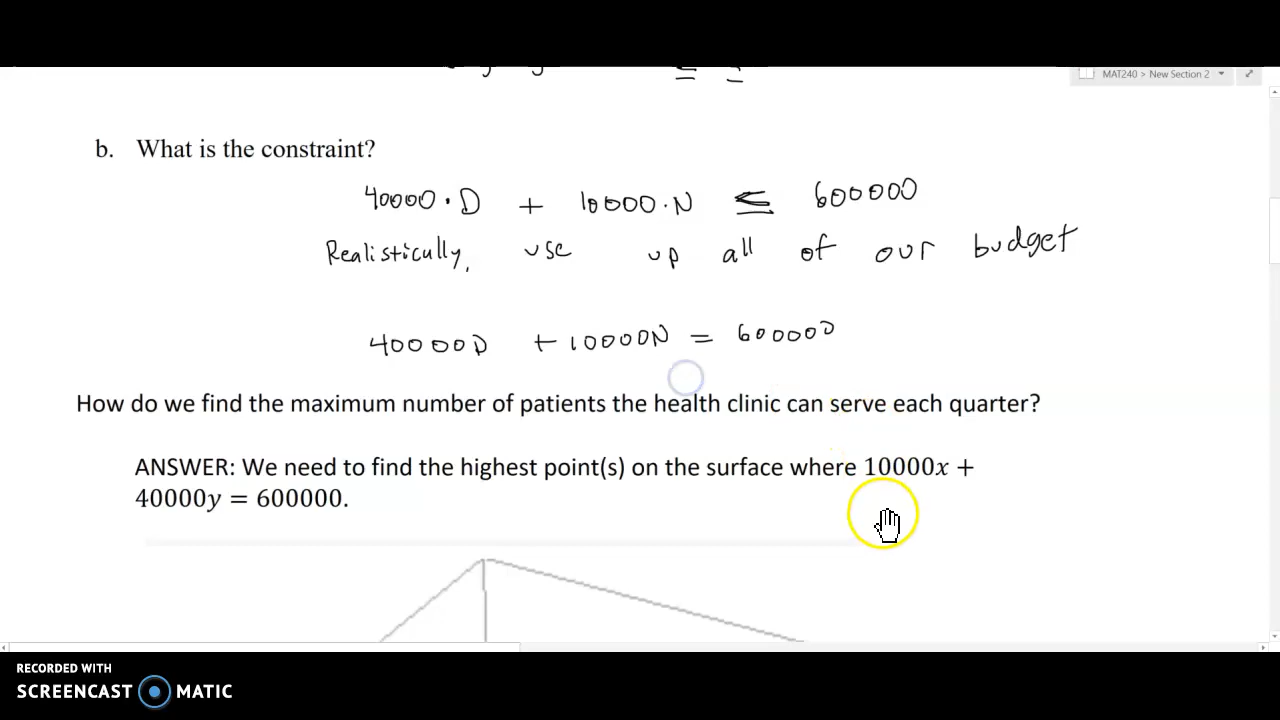 MAT240 > New Section 2
b. What is the constraint?
40000·D + 10000·N ≤ 600000
Realistically, use up all of our budget
40000D + 10000N = 600000
How do we find the maximum number of patients the health clinic can serve each quarter?
ANSWER: We need to find the highest point(s) on the surface where 10000x +
40000y = 600000.
RECORDED WITH
SCREENCAST MATIC